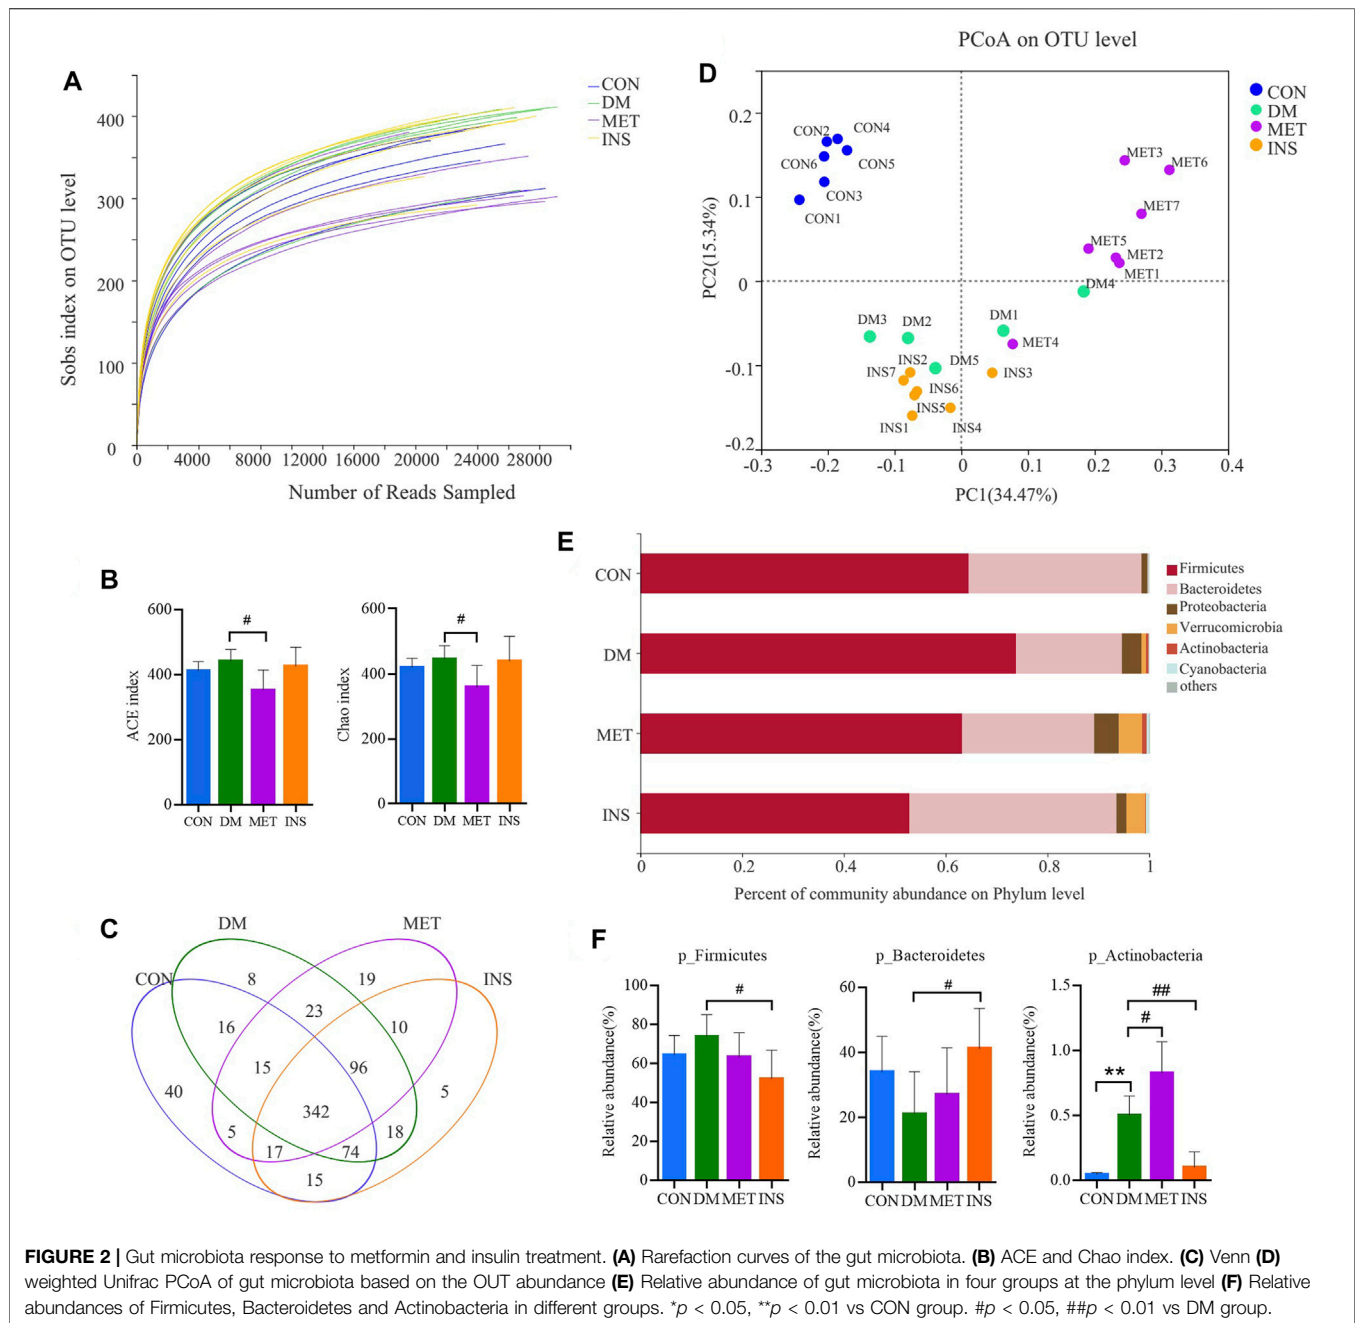 A
CON
DM
MET
INS
400
300
200
100
0
Sobs index on OTU level
0 4000 8000 12000 16000 20000 24000 28000
Number of Reads Sampled
PCoA on OTU level
D
CON
DM
MET
INS
0.2
0.1
0
-0.1
-0.2
PC2(15.34%)
CON2 CON4
CON6 CON5
CON3
CON1
MET3 MET6
MET7
MET5
MET2
MET1
DM4
DM3 DM2 DM1
MET4
INS2 DM5
INS7 INS3
INS6
INS5
INS1 INS4
-0.3 -0.2 -0.1 0 0.1 0.2 0.3 0.4
PC1(34.47%)
B
600
400
200
0
ACE index
#
CON DM MET INS
600
400
200
0
Chao index
#
CON DM MET INS
E
CON
DM
MET
INS
0 0.2 0.4 0.6 0.8 1
Percent of community abundance on Phylum level
Firmicutes
Bacteroidetes
Proteobacteria
Verrucomicrobia
Actinobacteria
Cyanobacteria
others
C
DM MET
CON INS
8 19
23
16 10
15 96
40 5
342
5 18
17 74
15
F
p_Firmicutes
100
80
60
40
20
0
Relative abundance(%)
#
CON DM MET INS
p_Bacteroidetes
60
40
20
0
Relative abundance(%)
#
CON DM MET INS
p_Actinobacteria
1.5
1.0
0.5
0.0
Relative abundance(%)
##
#
**
CON DM MET INS
FIGURE 2 | Gut microbiota response to metformin and insulin treatment. (A) Rarefaction curves of the gut microbiota. (B) ACE and Chao index. (C) Venn (D)
weighted Unifrac PCoA of gut microbiota based on the OUT abundance (E) Relative abundance of gut microbiota in four groups at the phylum level (F) Relative
abundances of Firmicutes, Bacteroidetes and Actinobacteria in different groups. *p < 0.05, **p < 0.01 vs CON group. #p < 0.05, ##p < 0.01 vs DM group.